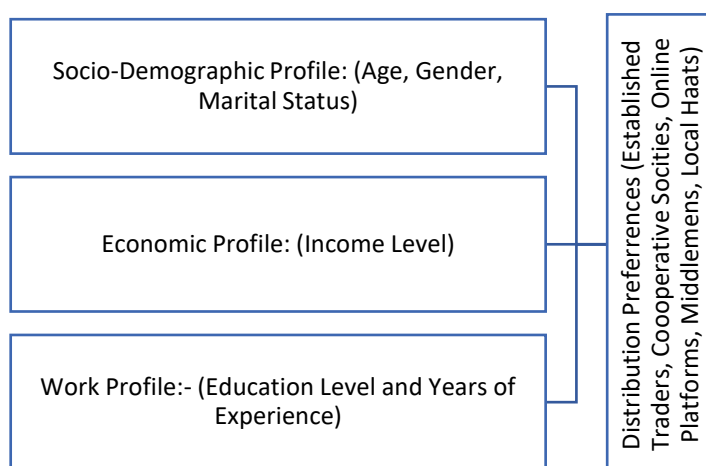 Socio-Demographic Profile: (Age, Gender,
Marital Status)
Economic Profile: (Income Level)
Work Profile:- (Education Level and Years of
Experience)
Distribution Preferrences (Established
Traders, Coooperative Socities, Online
Platforms, Middlemens, Local Haats)